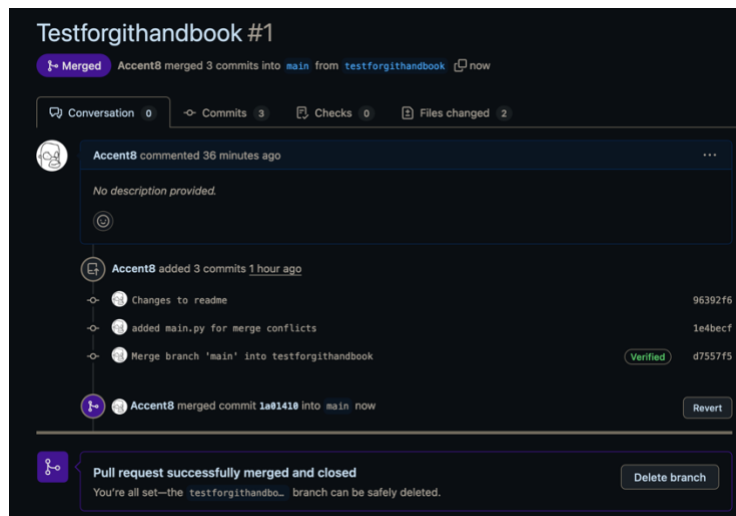 Testforgithandbook #1
Merged Accent8 merged 3 commits into main from testforgithandbook now
Conversation 0 Commits 3 Checks 0 Files changed 2
Accent8 commented 36 minutes ago ...
No description provided.
Accent8 added 3 commits 1 hour ago
Changes to readme 96392f6
added main.py for merge conflicts 1e4becf
Merge branch 'main' into testforgithandbook Verified d7557f5
Accent8 merged commit 1a01410 into main now Revert
Pull request successfully merged and closed
You're all set—the testforgithandbo… branch can be safely deleted.
Delete branch